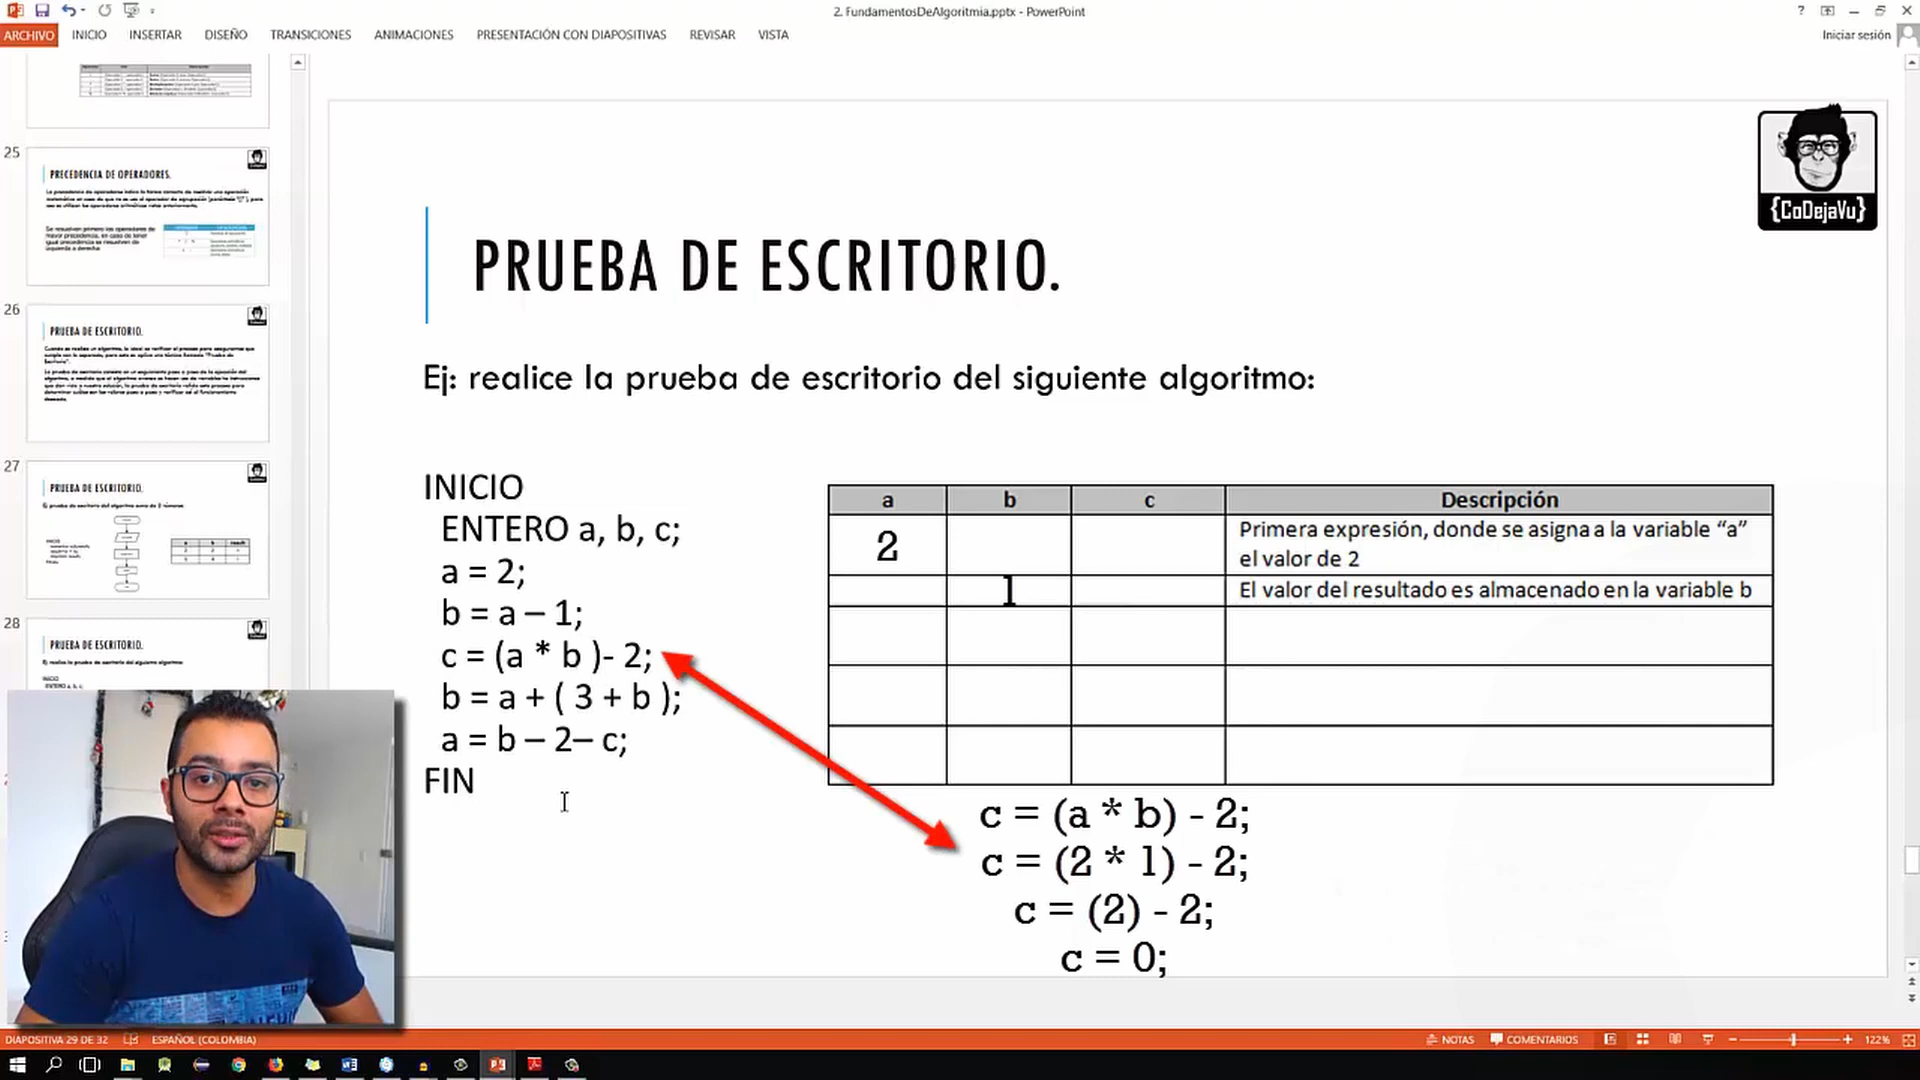 2. FundamentosDeAlgoritmia.pptx - PowerPoint
ARCHIVO INICIO INSERTAR DISEÑO TRANSICIONES ANIMACIONES PRESENTACIÓN CON DIAPOSITIVAS REVISAR VISTA
Iniciar sesión
25
PRECEDENCIA DE OPERADORES.
26
PRUEBA DE ESCRITORIO.
27
PRUEBA DE ESCRITORIO.
28
PRUEBA DE ESCRITORIO.
{CoDejaVu}
PRUEBA DE ESCRITORIO.
Ej: realice la prueba de escritorio del siguiente algoritmo:
INICIO
ENTERO a, b, c;
a = 2;
b = a – 1;
c = (a * b )- 2;
b = a + ( 3 + b );
a = b – 2– c;
FIN
a b c Descripción
2 Primera expresión, donde se asigna a la variable “a”
el valor de 2
1 El valor del resultado es almacenado en la variable b
c = (a * b) - 2;
c = (2 * 1) - 2;
c = (2) - 2;
c = 0;
DIAPOSITIVA 29 DE 32 ESPAÑOL (COLOMBIA) NOTAS COMENTARIOS 122%